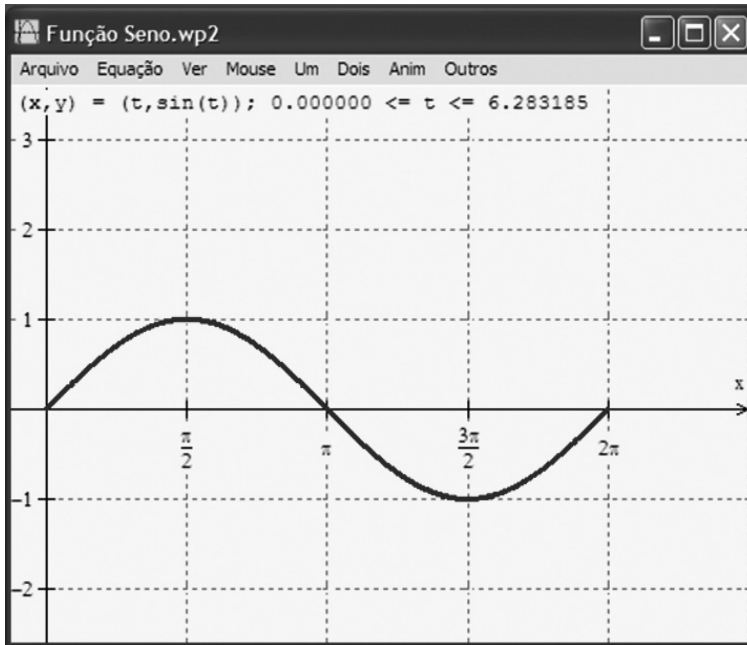 Função Seno.wp2
Arquivo Equação Ver Mouse Um Dois Anim Outros
(x,y) = (t,sin(t)); 0.000000 <= t <= 6.283185
3
2
1
x
π/2 π 3π/2 2π
-1
-2